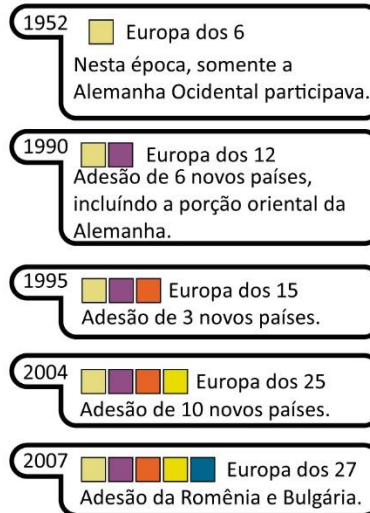 1952
Europa dos 6
Nesta época, somente a
Alemanha Ocidental participava.
1990
Europa dos 12
Adesão de 6 novos países,
incluíndo a porção oriental da
Alemanha.
1995
Europa dos 15
Adesão de 3 novos países.
2004
Europa dos 25
Adesão de 10 novos países.
2007
Europa dos 27
Adesão da Romênia e Bulgária.